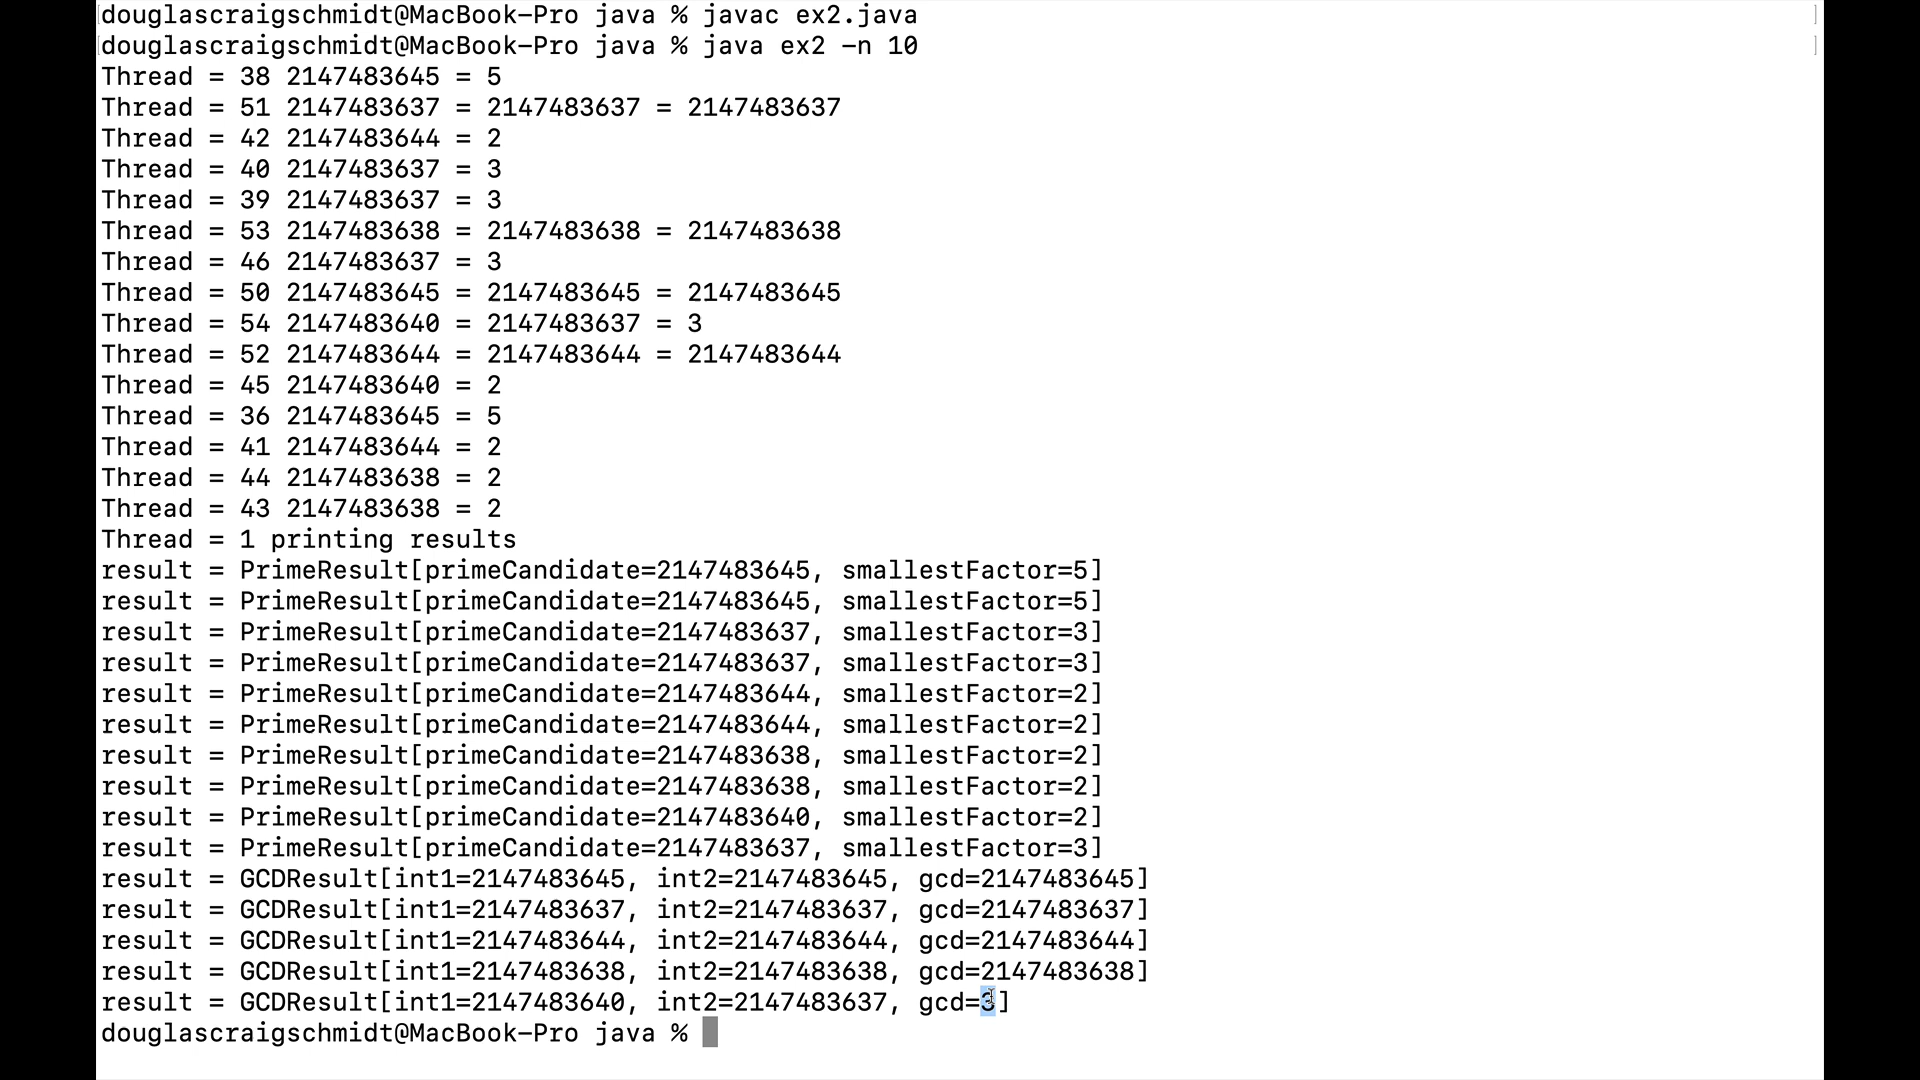 douglascraigschmidt@MacBook-Pro java % javac ex2.java
douglascraigschmidt@MacBook-Pro java % java ex2 -n 10
Thread = 38 2147483645 = 5
Thread = 51 2147483637 = 2147483637 = 2147483637
Thread = 42 2147483644 = 2
Thread = 40 2147483637 = 3
Thread = 39 2147483637 = 3
Thread = 53 2147483638 = 2147483638 = 2147483638
Thread = 46 2147483637 = 3
Thread = 50 2147483645 = 2147483645 = 2147483645
Thread = 54 2147483640 = 2147483637 = 3
Thread = 52 2147483644 = 2147483644 = 2147483644
Thread = 45 2147483640 = 2
Thread = 36 2147483645 = 5
Thread = 41 2147483644 = 2
Thread = 44 2147483638 = 2
Thread = 43 2147483638 = 2
Thread = 1 printing results
result = PrimeResult[primeCandidate=2147483645, smallestFactor=5]
result = PrimeResult[primeCandidate=2147483645, smallestFactor=5]
result = PrimeResult[primeCandidate=2147483637, smallestFactor=3]
result = PrimeResult[primeCandidate=2147483637, smallestFactor=3]
result = PrimeResult[primeCandidate=2147483644, smallestFactor=2]
result = PrimeResult[primeCandidate=2147483644, smallestFactor=2]
result = PrimeResult[primeCandidate=2147483638, smallestFactor=2]
result = PrimeResult[primeCandidate=2147483638, smallestFactor=2]
result = PrimeResult[primeCandidate=2147483640, smallestFactor=2]
result = PrimeResult[primeCandidate=2147483637, smallestFactor=3]
result = GCDResult[int1=2147483645, int2=2147483645, gcd=2147483645]
result = GCDResult[int1=2147483637, int2=2147483637, gcd=2147483637]
result = GCDResult[int1=2147483644, int2=2147483644, gcd=2147483644]
result = GCDResult[int1=2147483638, int2=2147483638, gcd=2147483638]
result = GCDResult[int1=2147483640, int2=2147483637, gcd=3]
douglascraigschmidt@MacBook-Pro java %